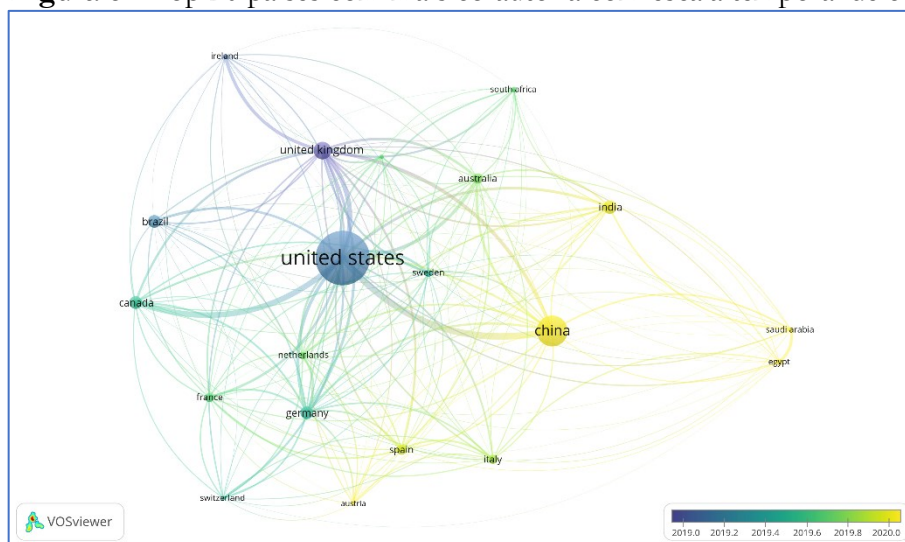 ireland
south africa
united kingdom
australia
india
brazil
united states
sweden
canada
china
saudi arabia
netherlands
egypt
france
germany
spain
italy
switzerland
austria
VOSviewer
2019.0 2019.2 2019.4 2019.6 2019.8 2020.0